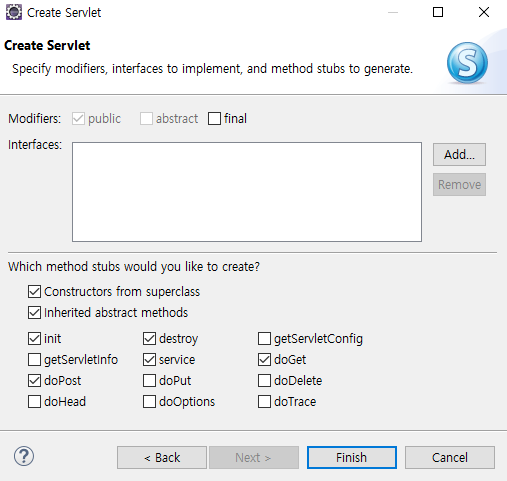 Create Servlet
Create Servlet
Specify modifiers, interfaces to implement, and method stubs to generate.
S
Modifiers: public abstract final
Interfaces:
Add...
Remove
Which method stubs would you like to create?
Constructors from superclass
Inherited abstract methods
init destroy getServletConfig
getServletInfo service doGet
doPost doPut doDelete
doHead doOptions doTrace
? < Back Next > Finish Cancel